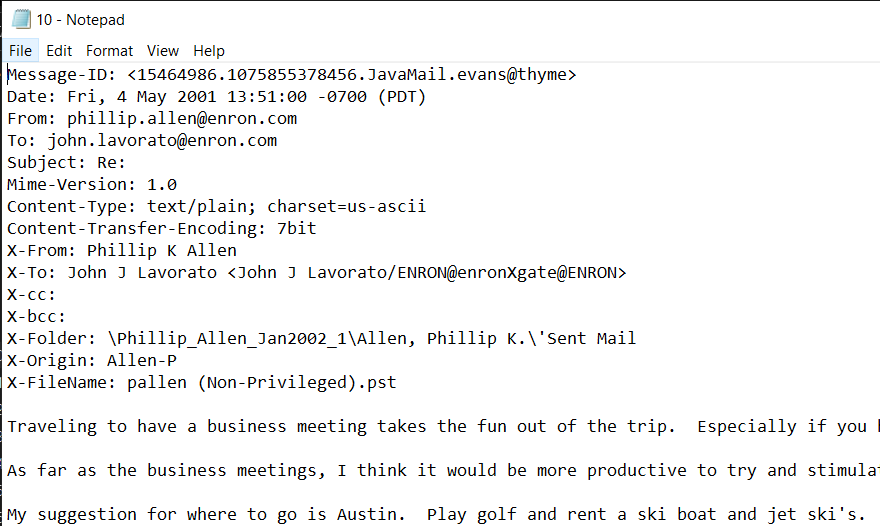 10 - Notepad
File Edit Format View Help
Message-ID: <15464986.1075855378456.JavaMail.evans@thyme>
Date: Fri, 4 May 2001 13:51:00 -0700 (PDT)
From: phillip.allen@enron.com
To: john.lavorato@enron.com
Subject: Re:
Mime-Version: 1.0
Content-Type: text/plain; charset=us-ascii
Content-Transfer-Encoding: 7bit
X-From: Phillip K Allen
X-To: John J Lavorato <John J Lavorato/ENRON@enronXgate@ENRON>
X-cc:
X-bcc:
X-Folder: \Phillip_Allen_Jan2002_1\Allen, Phillip K.\'Sent Mail
X-Origin: Allen-P
X-FileName: pallen (Non-Privileged).pst
Traveling to have a business meeting takes the fun out of the trip.  Especially if you
As far as the business meetings, I think it would be more productive to try and
My suggestion for where to go is Austin.  Play golf and rent a ski boat and jet ski's.